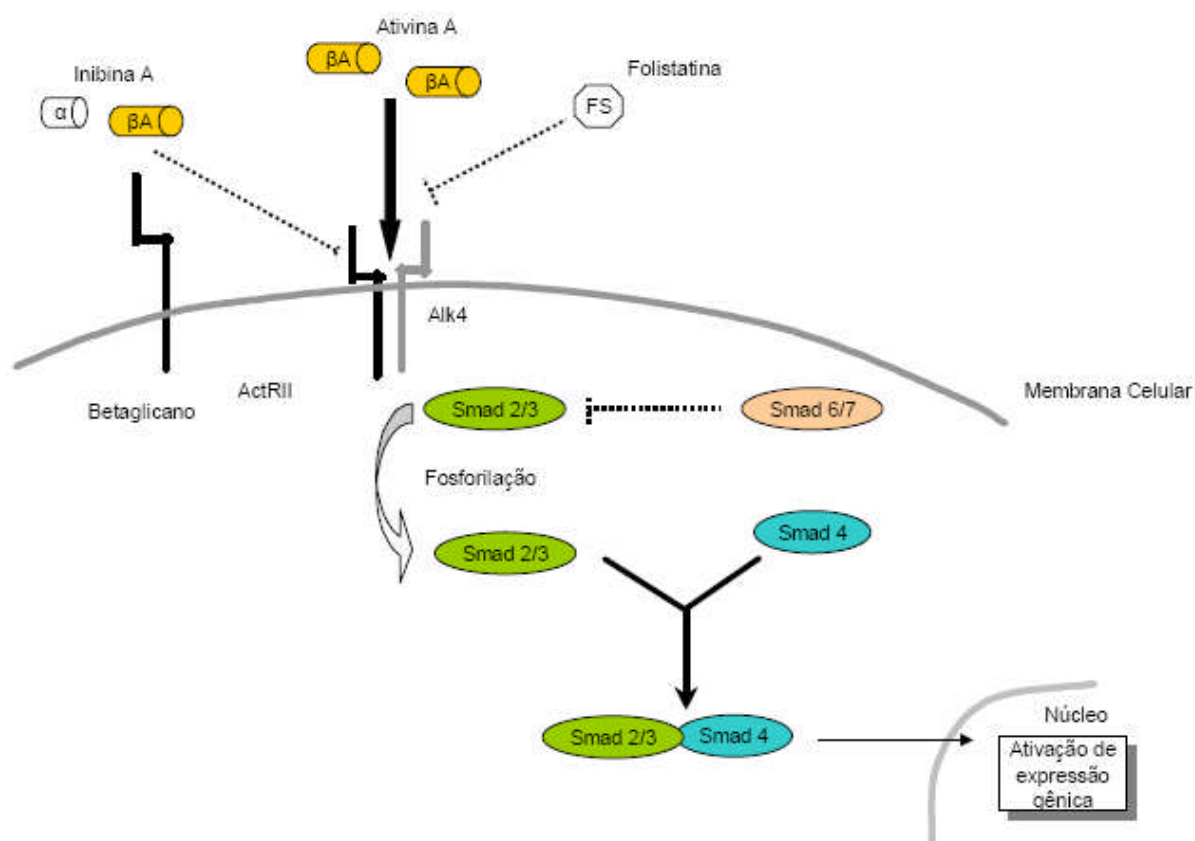 Ativina A
βA
βA
Inibina A
α
βA
Folistatina
FS
Alk4
ActRII
Betaglicano
Membrana Celular
Smad 2/3
Smad 6/7
Fosforilação
Smad 2/3
Smad 4
Smad 2/3
Smad 4
Núcleo
Ativação de
expressão
gênica